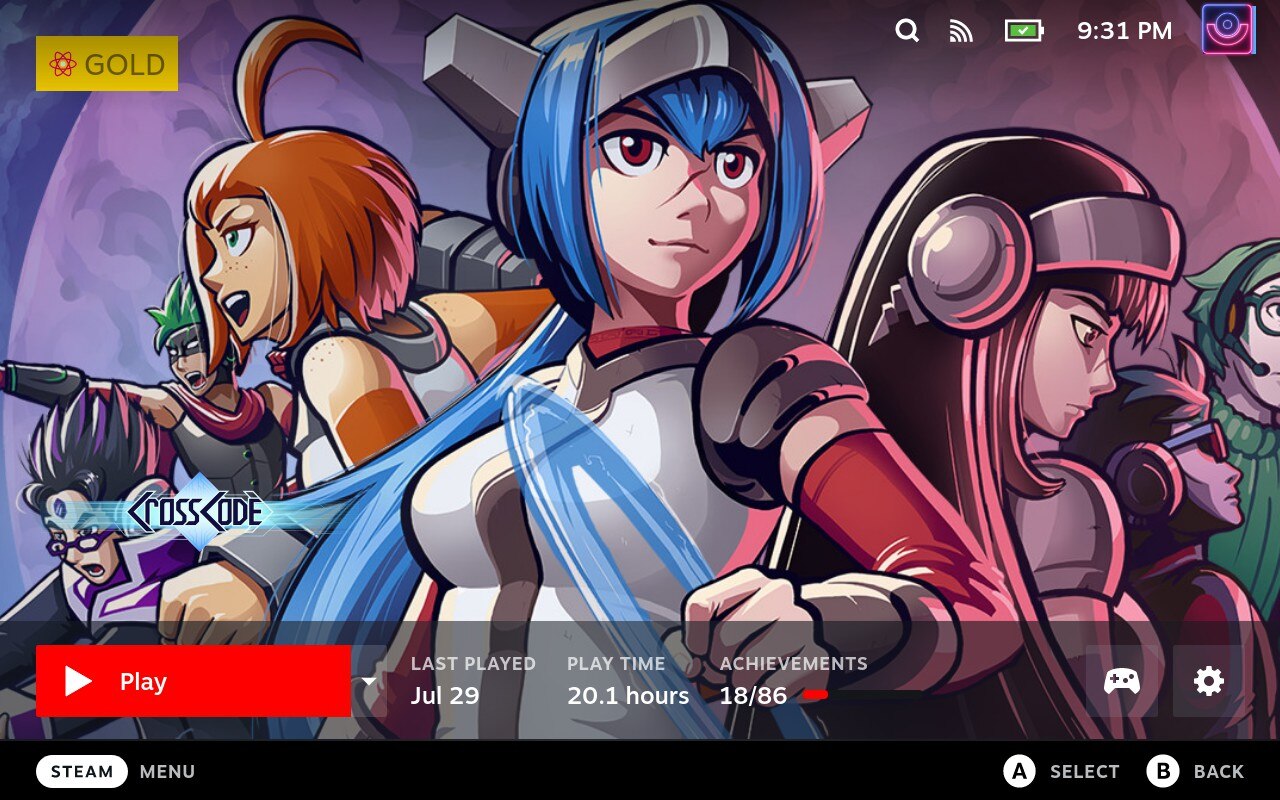 9:31 PM
GOLD
CROSSCODE
Play
LAST PLAYED
Jul 29
PLAY TIME
20.1 hours
ACHIEVEMENTS
18/86
STEAM
MENU
A SELECT
B BACK